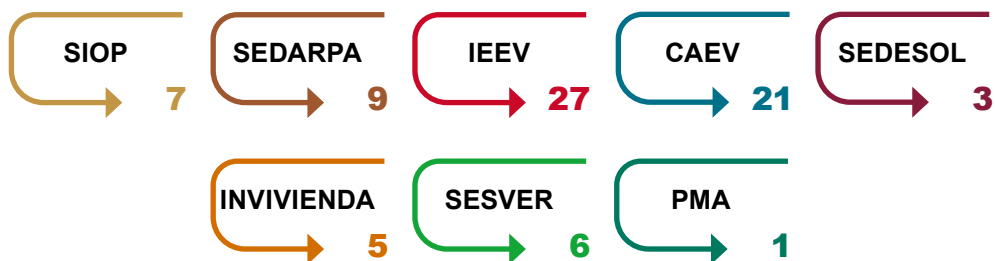 SIOP
7
SEDARPA
9
IEEV
27
CAEV
21
SEDESOL
3
INVIVIENDA
5
SESVER
6
PMA
1